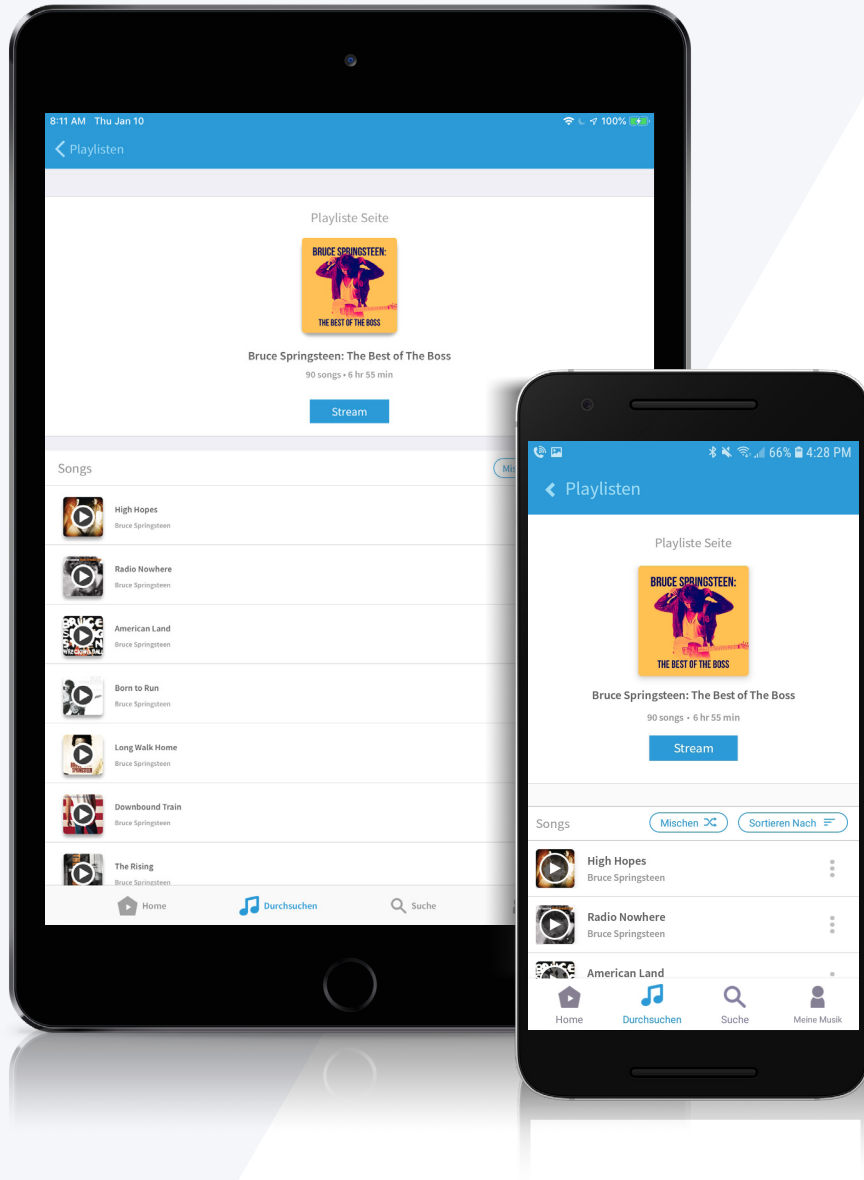 8:11 AM Thu Jan 10
100%
Playlisten
Playliste Seite
BRUCE SPRINGSTEEN:
THE BEST OF THE BOSS
Bruce Springsteen: The Best of The Boss
90 songs • 6 hr 55 min
Stream
Songs
High Hopes
Bruce Springsteen
Radio Nowhere
Bruce Springsteen
American Land
Bruce Springsteen
Born to Run
Bruce Springsteen
Long Walk Home
Bruce Springsteen
Downbound Train
Bruce Springsteen
The Rising
Bruce Springsteen
Home
Durchsuchen
Suche
66% 4:28 PM
Playlisten
Playliste Seite
BRUCE SPRINGSTEEN:
THE BEST OF THE BOSS
Bruce Springsteen: The Best of The Boss
90 songs • 6 hr 55 min
Stream
Songs
Mischen
Sortieren Nach
High Hopes
Bruce Springsteen
Radio Nowhere
Bruce Springsteen
American Land
Home
Durchsuchen
Suche
Meine Musik